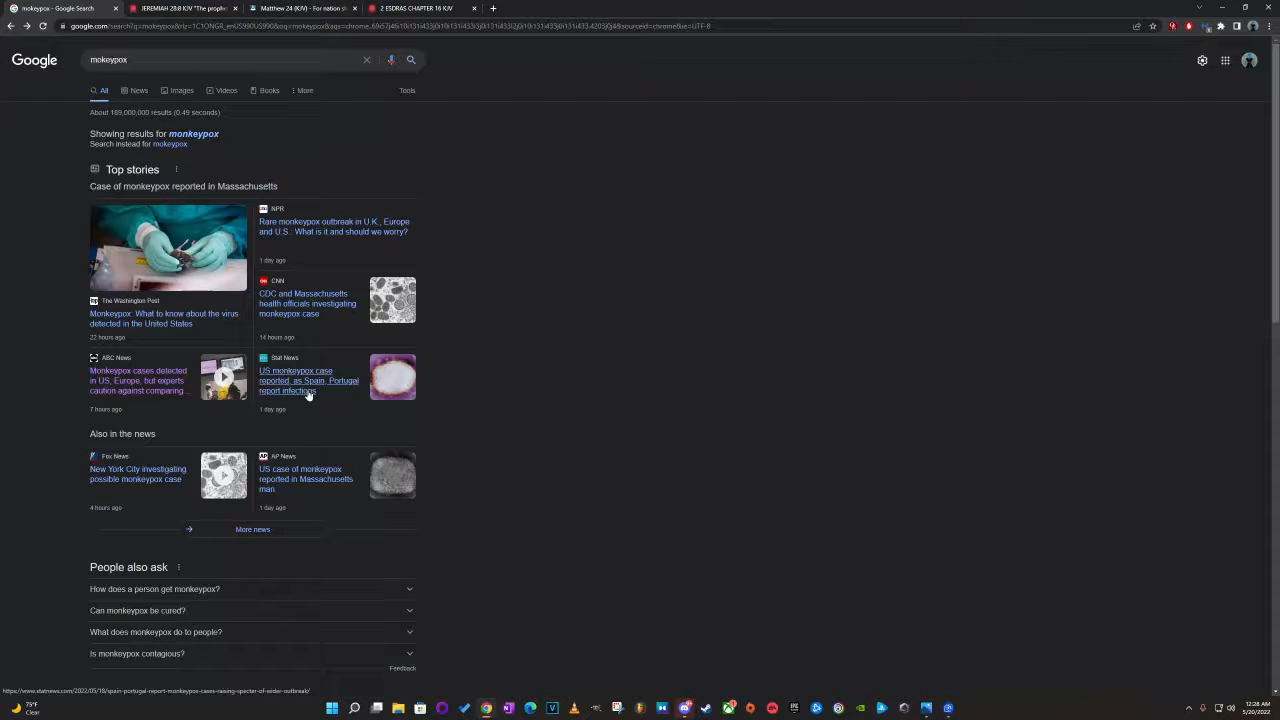 mokeypox - Google Search
JEREMIAH 28:8 KJV "The prophe
Matthew 24 (KJV) - For nation s
2 ESDRAS CHAPTER 16 KJV
Google
mokeypox
All
News
Images
Videos
Books
More
Tools
About 189,000,000 results (0.49 seconds)
Showing results for monkeypox
Search instead for mokeypox
Top stories
Case of monkeypox reported in Massachusetts
The Washington Post
Monkeypox: What to know about the virus
detected in the United States
22 hours ago
NPR
Rare monkeypox outbreak in U.K., Europe
and U.S.: What is it and should we worry?
1 day ago
CNN
CDC and Massachusetts
health officials investigating
monkeypox case
14 hours ago
ABC News
Monkeypox cases detected
in US, Europe, but experts
caution against comparing ...
7 hours ago
Stat News
US monkeypox case
reported, as Spain, Portugal
report infections
1 day ago
Also in the news
Fox News
New York City investigating
possible monkeypox case
4 hours ago
AP News
US case of monkeypox
reported in Massachusetts
man
1 day ago
More news
People also ask
How does a person get monkeypox?
Can monkeypox be cured?
What does monkeypox do to people?
Is monkeypox contagious?
Feedback
https://www.statnews.com/2022/05/18/spain-portugal-report-monkeypox-cases-raising-specter-of-wider-outbreak/
75°F
Clear
12:28 AM
5/20/2022